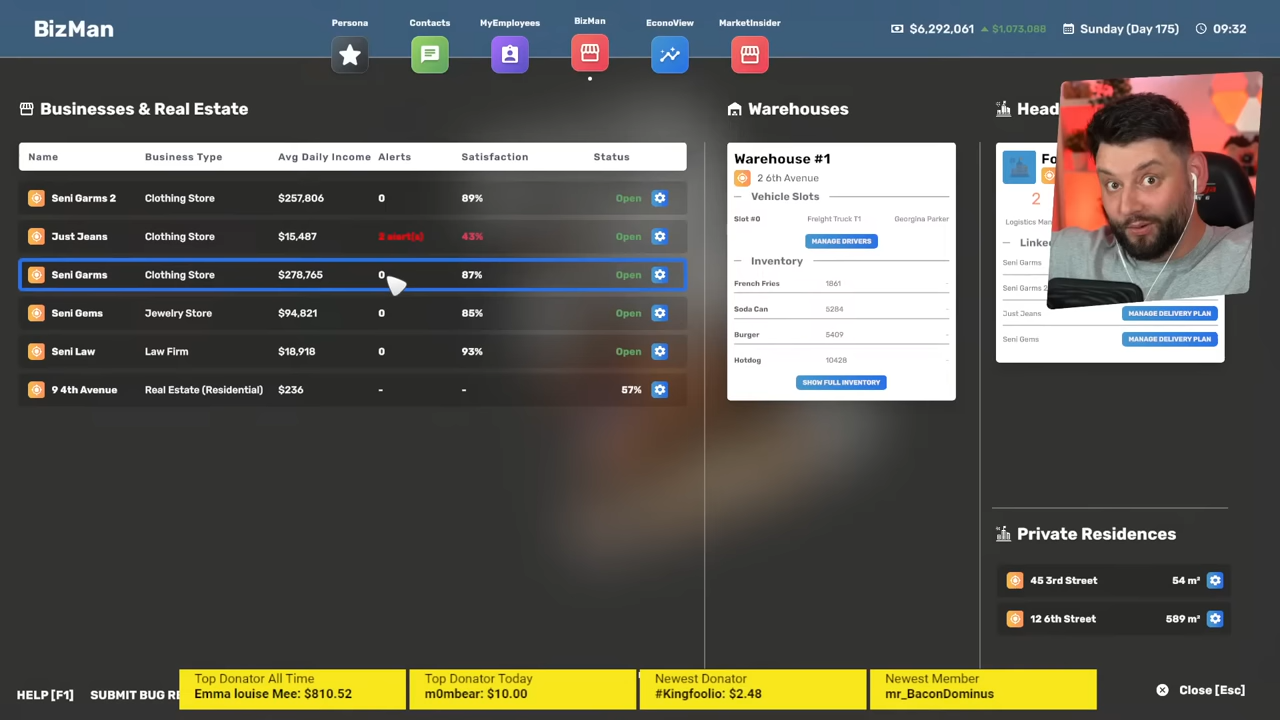 BizMan
Persona
Contacts
MyEmployees
BizMan
EconoView
MarketInsider
$6,292,061 ▲ $1,073,088
Sunday (Day 175)
09:32
Businesses & Real Estate
Name Business Type Avg Daily Income Alerts Satisfaction Status
Seni Garms 2 Clothing Store $257,806 0 89% Open
Just Jeans Clothing Store $15,487 2 alert(s) 43% Open
Seni Garms Clothing Store $278,765 0 87% Open
Seni Gems Jewelry Store $94,821 0 85% Open
Seni Law Law Firm $18,918 0 93% Open
9 4th Avenue Real Estate (Residential) $236 - - 57%
Warehouses
Warehouse #1
2 6th Avenue
Vehicle Slots
Slot #0 Freight Truck T1 Georgina Parker
MANAGE DRIVERS
Inventory
French Fries 1861 -
Soda Can 5284 -
Burger 5409 -
Hotdog 10428 -
SHOW FULL INVENTORY
Head
Fo
2
Logistics Man
Linke
Seni Garms
Seni Garms 2
Just Jeans MANAGE DELIVERY PLAN
Seni Gems MANAGE DELIVERY PLAN
Private Residences
45 3rd Street 54 m²
12 6th Street 589 m²
HELP [F1] SUBMIT BUG RE
Top Donator All Time
Emma louise Mee: $810.52
Top Donator Today
m0mbear: $10.00
Newest Donator
#Kingfoolio: $2.48
Newest Member
mr_BaconDominus
Close [Esc]